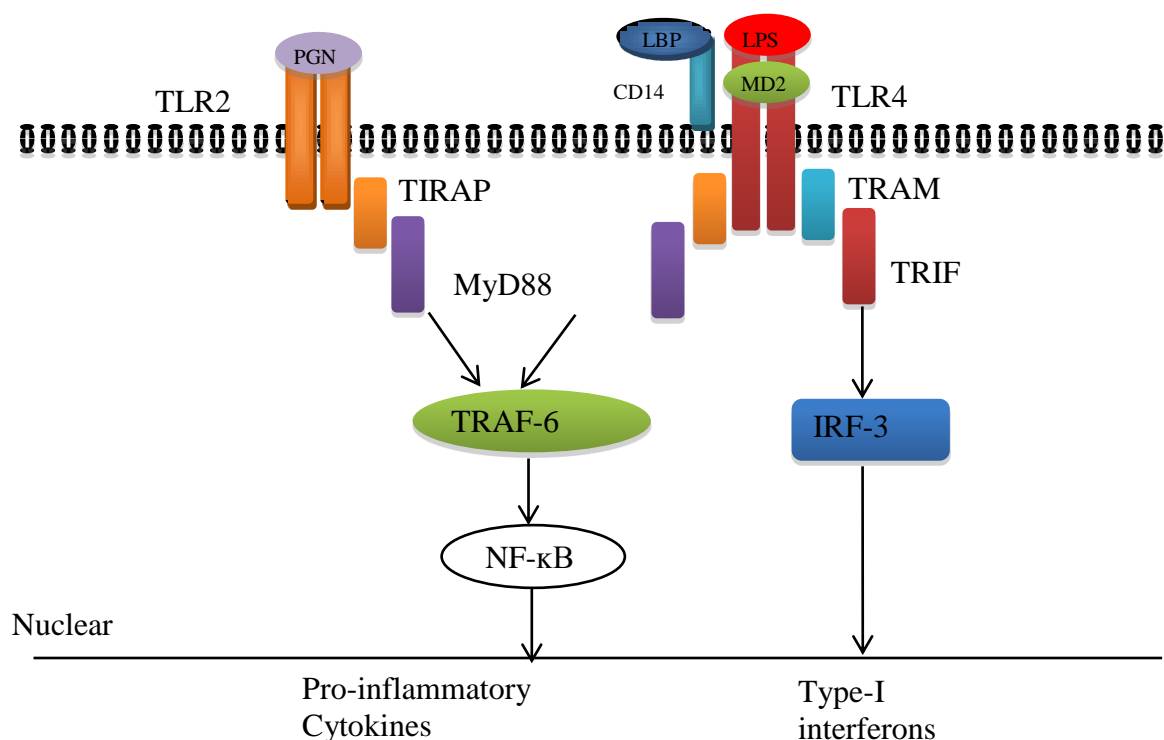 PGN
LBP
LPS
TLR2
CD14
MD2
TLR4
TIRAP
TRAM
MyD88
TRIF
TRAF-6
IRF-3
NF-κB
Nuclear
Pro-inflammatory
Cytokines
Type-I
interferons